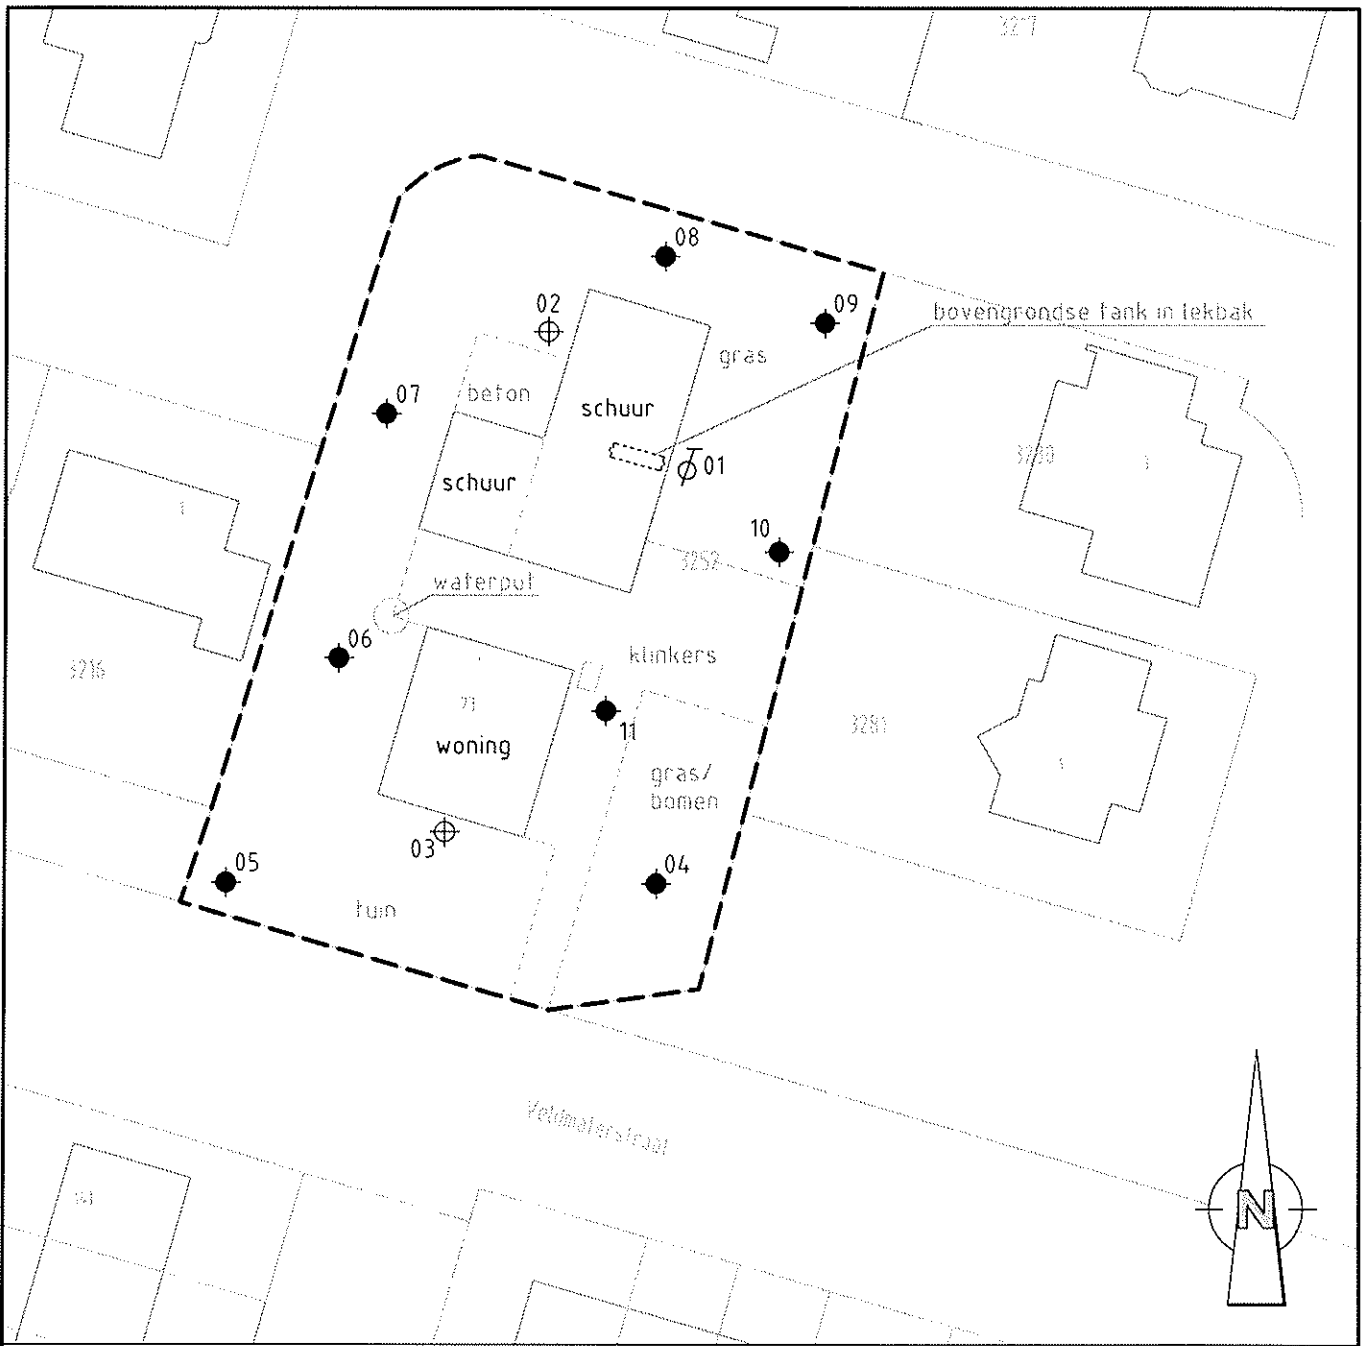 08
02
09
bovengrondse tank in lekbak
gras
07
beton
schuur
01
schuur
10
3252
waterput
06
klinkers
3216
11
3281
woning
gras/
bomen
03
04
05
tuin
N